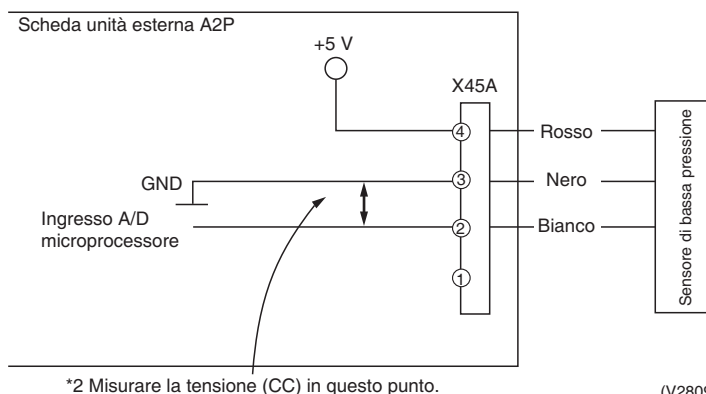 Scheda unità esterna A2P
+5 V
X45A
4
Rosso
GND
3
Nero
Ingresso A/D
microprocessore
2
Bianco
1
Sensore di bassa pressione
*2 Misurare la tensione (CC) in questo punto.
(V2809